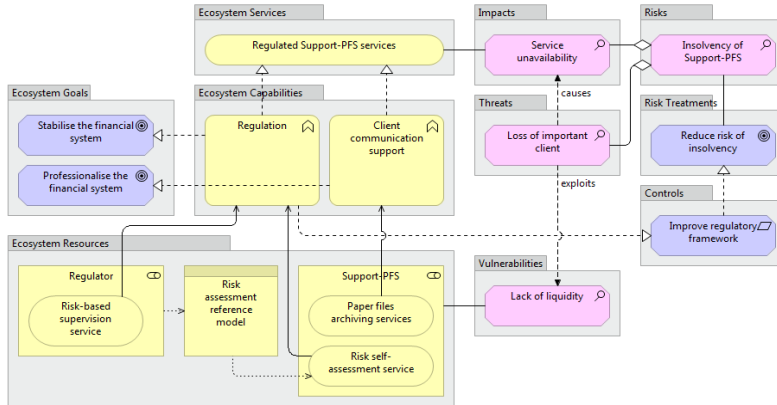 Ecosystem Services
Regulated Support-PFS services
Impacts
Service
unavailability
Risks
Insolvency of
Support-PFS
causes
Ecosystem Goals
Stabilise the financial
system
Professionalise the
financial system
Ecosystem Capabilities
Regulation
Client
communication
support
Threats
Loss of important
client
exploits
Risk Treatments
Reduce risk of
insolvency
Controls
Improve regulatory
framework
Ecosystem Resources
Regulator
Risk-based
supervision
service
Risk
assessment
reference
model
Support-PFS
Paper files
archiving services
Risk self-
assessment service
Vulnerabilities
Lack of liquidity